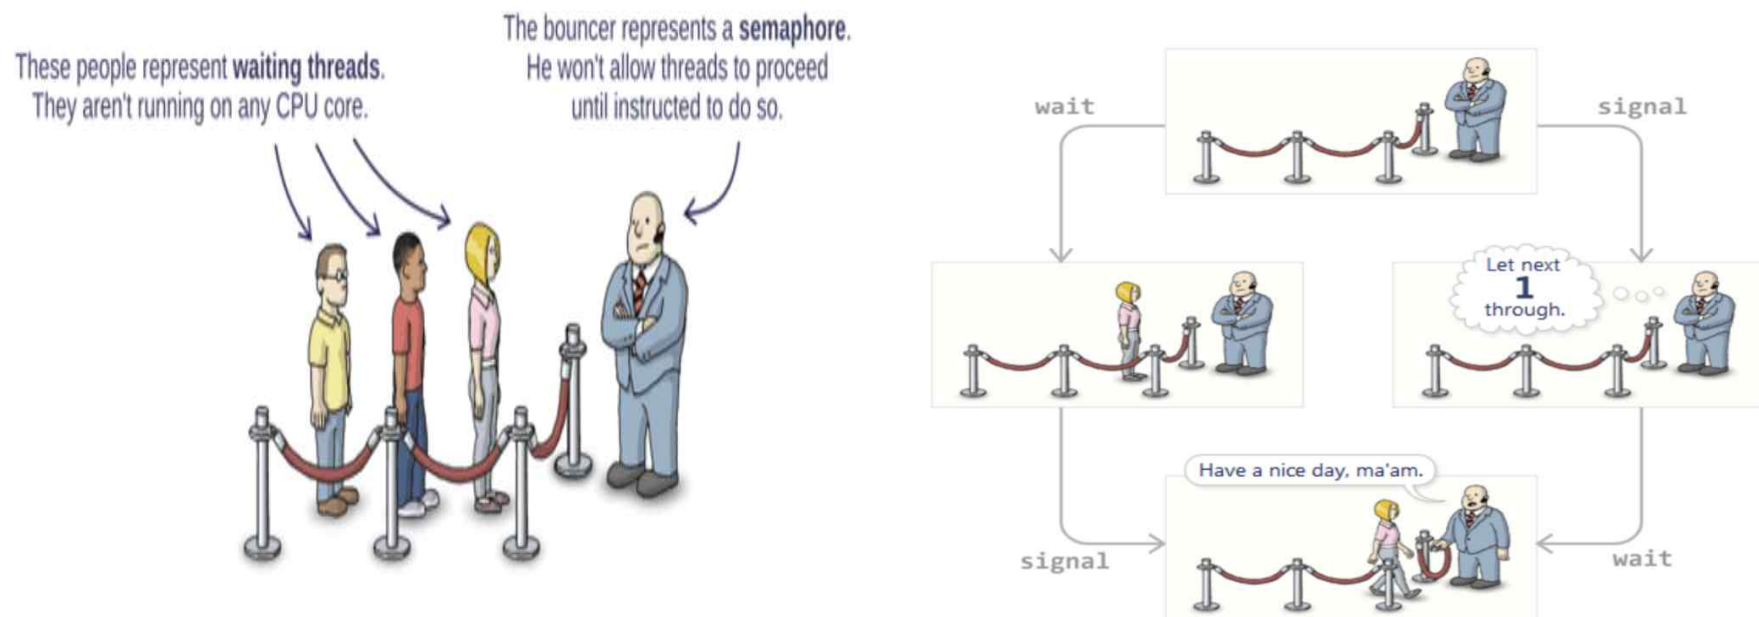 These people represent waiting threads.
They aren't running on any CPU core.
The bouncer represents a semaphore.
He won't allow threads to proceed
until instructed to do so.
wait
signal
Let next
1
through.
Have a nice day, ma'am.
signal
wait